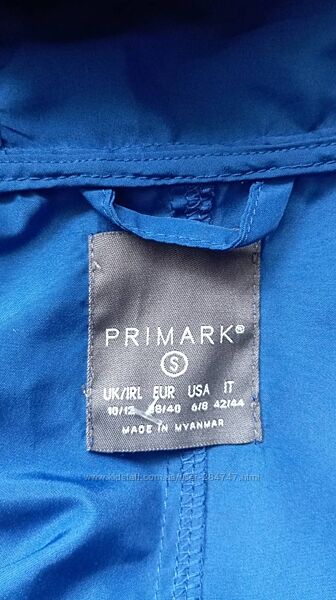 PRIMARK®
S
UK/IRL EUR USA IT
10/12 38/40 6/8 42/44
MADE IN MYANMAR